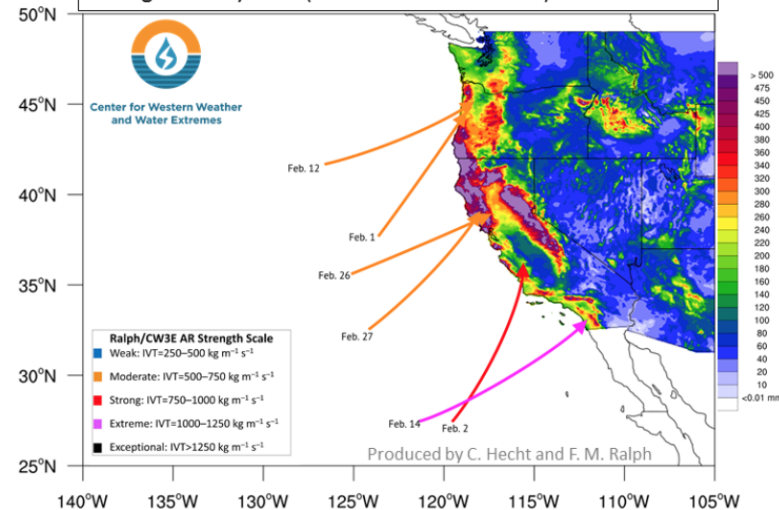 50°N
Center for Western Weather
and Water Extremes
45°N
Feb. 12
40°N
Feb. 1
Feb. 26
35°N
Feb. 27
Ralph/CW3E AR Strength Scale
Weak: IVT=250–500 kg m⁻¹ s⁻¹
Moderate: IVT=500–750 kg m⁻¹ s⁻¹
Strong: IVT=750–1000 kg m⁻¹ s⁻¹
Extreme: IVT=1000–1250 kg m⁻¹ s⁻¹
Exceptional: IVT>1250 kg m⁻¹ s⁻¹
30°N
Feb. 14
Feb. 2
Produced by C. Hecht and F. M. Ralph
25°N
140°W 135°W 130°W 125°W 120°W 115°W 110°W 105°W
> 500
475
450
425
400
380
360
340
320
300
280
260
240
220
200
180
160
140
120
100
80
60
40
20
10
<0.01 mm